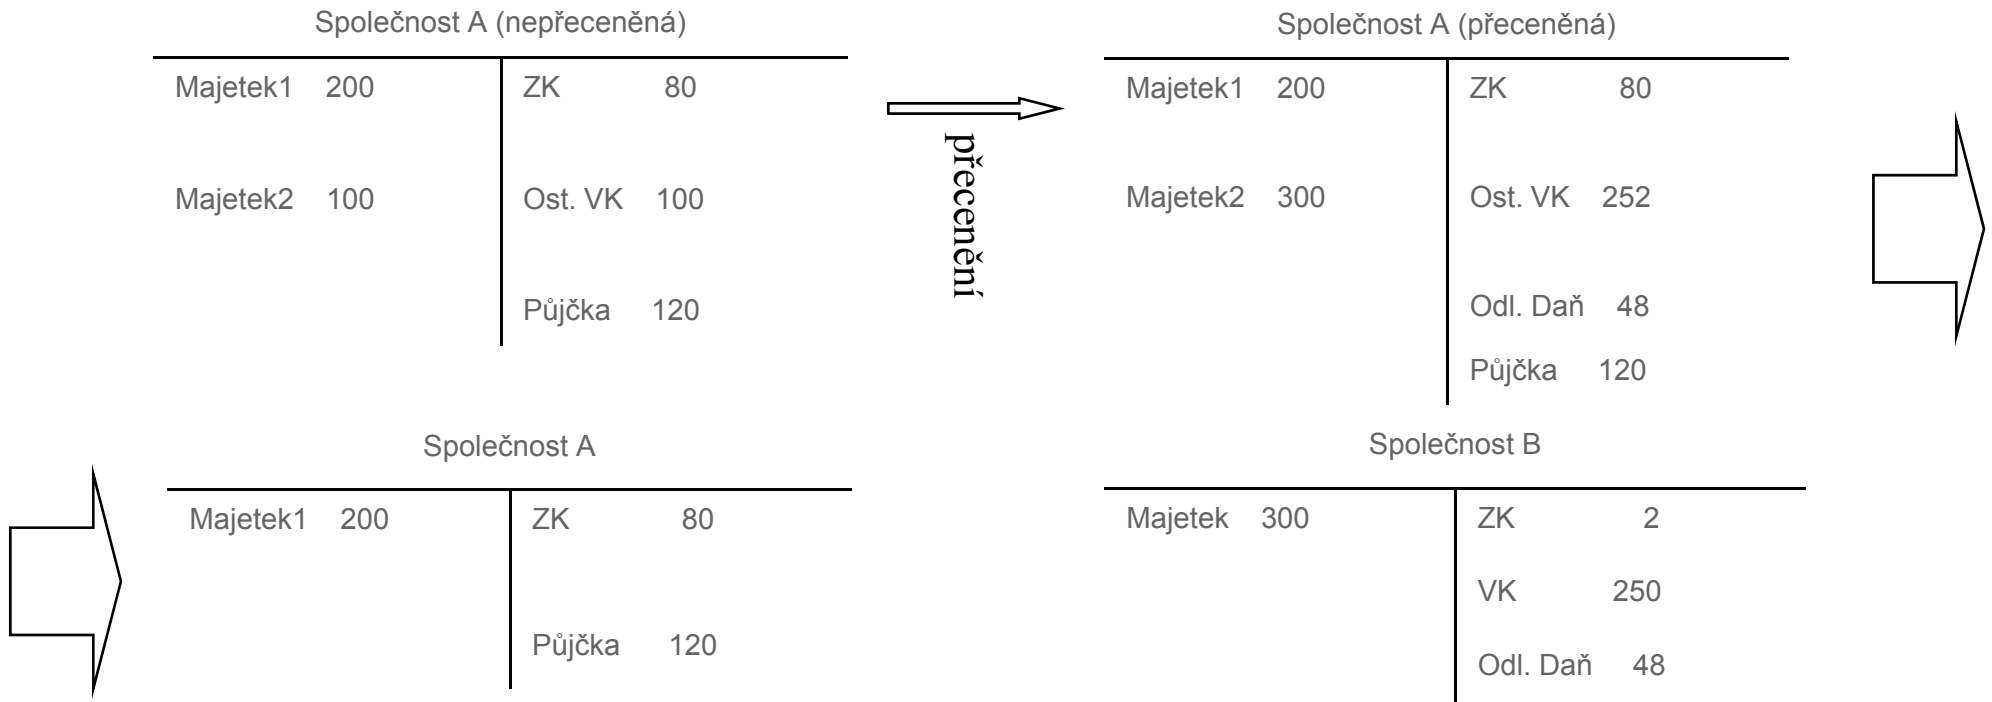 Společnost A (nepřeceněná)
Majetek1 200 ZK 80
Majetek2 100 Ost. VK 100
Půjčka 120
přecenění
Společnost A (přeceněná)
Majetek1 200 ZK 80
Majetek2 300 Ost. VK 252
Odl. Daň 48
Půjčka 120
Společnost A
Majetek1 200 ZK 80
Půjčka 120
Společnost B
Majetek 300 ZK 2
VK 250
Odl. Daň 48